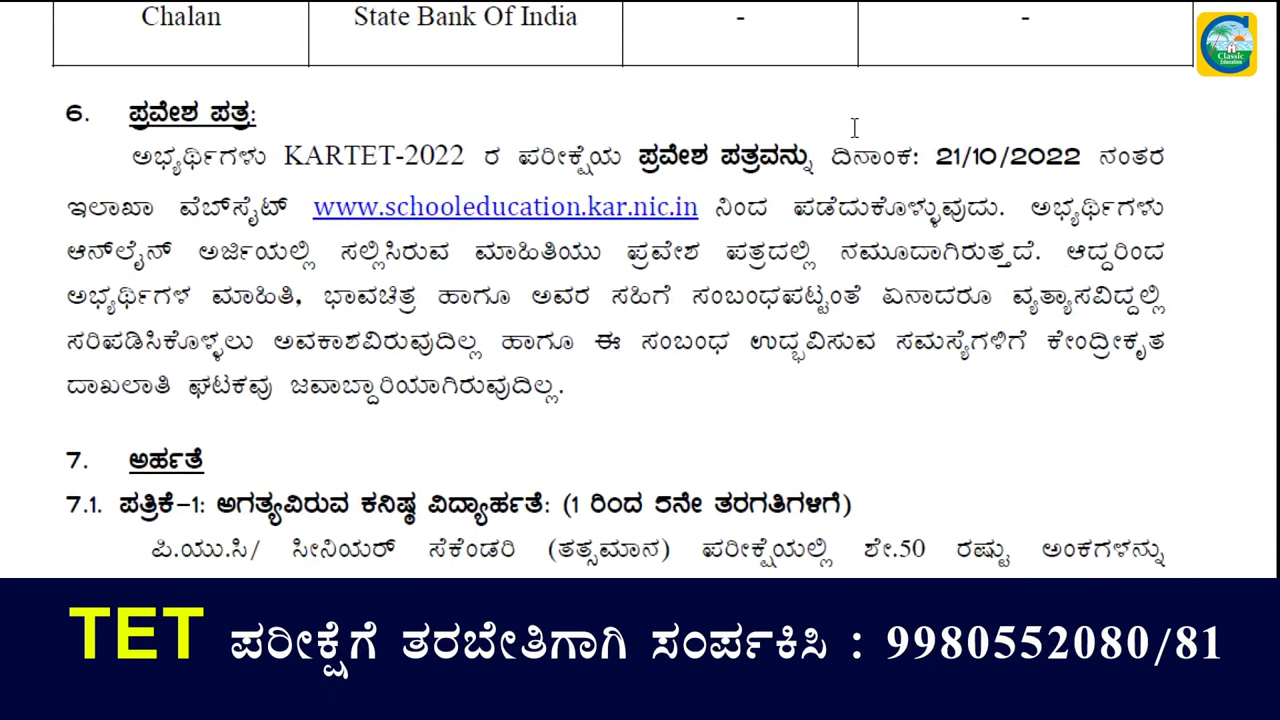 Chalan State Bank Of India - -
Classic
Education
6. ಪ್ರವೇಶ ಪತ್ರ:
ಅಭ್ಯರ್ಥಿಗಳು KARTET-2022 ರ ಪರೀಕ್ಷೆಯ ಪ್ರವೇಶ ಪತ್ರವನ್ನು ದಿನಾಂಕ: 21/10/2022 ನಂತರ
ಇಲಾಖಾ ವೆಬ್‌ಸೈಟ್ www.schooleducation.kar.nic.in ನಿಂದ ಪಡೆದುಕೊಳ್ಳುವುದು. ಅಭ್ಯರ್ಥಿಗಳು
ಆನ್‌ಲೈನ್ ಅರ್ಜಿಯಲ್ಲಿ ಸಲ್ಲಿಸಿರುವ ಮಾಹಿತಿಯು ಪ್ರವೇಶ ಪತ್ರದಲ್ಲಿ ನಮೂದಾಗಿರುತ್ತದೆ. ಆದ್ದರಿಂದ
ಅಭ್ಯರ್ಥಿಗಳ ಮಾಹಿತಿ, ಭಾವಚಿತ್ರ ಹಾಗೂ ಅವರ ಸಹಿಗೆ ಸಂಬಂಧಪಟ್ಟಂತೆ ಏನಾದರೂ ವ್ಯತ್ಯಾಸವಿದ್ದಲ್ಲಿ
ಸರಿಪಡಿಸಿಕೊಳ್ಳಲು ಅವಕಾಶವಿರುವುದಿಲ್ಲ ಹಾಗೂ ಈ ಸಂಬಂಧ ಉದ್ಭವಿಸುವ ಸಮಸ್ಯೆಗಳಿಗೆ ಕೇಂದ್ರೀಕೃತ
ದಾಖಲಾತಿ ಘಟಕವು ಜವಾಬ್ದಾರಿಯಾಗಿರುವುದಿಲ್ಲ.
7. ಅರ್ಹತೆ
7.1. ಪತ್ರಿಕೆ-1: ಅಗತ್ಯವಿರುವ ಕನಿಷ್ಠ ವಿದ್ಯಾರ್ಹತೆ: (1 ರಿಂದ 5ನೇ ತರಗತಿಗಳಿಗೆ)
ಪಿ.ಯು.ಸಿ/ ಸೀನಿಯರ್ ಸೆಕೆಂಡರಿ (ತತ್ಸಮಾನ) ಪರೀಕ್ಷೆಯಲ್ಲಿ ಶೇ.50 ರಷ್ಟು ಅಂಕಗಳನ್ನು
TET ಪರೀಕ್ಷೆಗೆ ತರಬೇತಿಗಾಗಿ ಸಂರ್ಪಕಿಸಿ : 9980552080/81